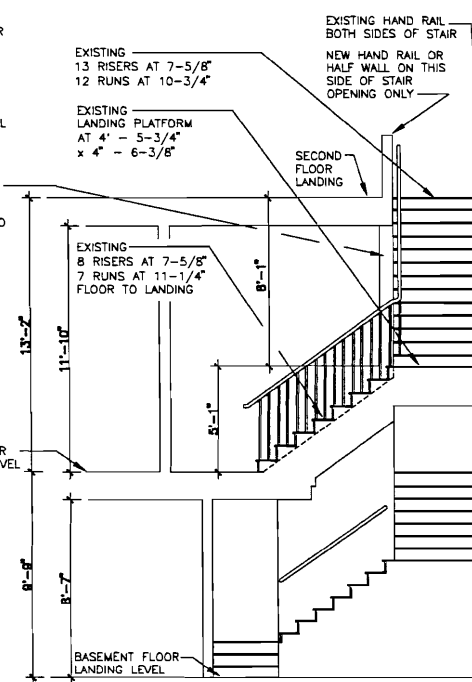 EXISTING HAND RAIL
BOTH SIDES OF STAIR
NEW HAND RAIL OR
HALF WALL ON THIS
SIDE OF STAIR
OPENING ONLY
EXISTING
13 RISERS AT 7-5/8"
12 RUNS AT 10-3/4"
EXISTING
LANDING PLATFORM
AT 4' - 5-3/4"
x 4" - 6-3/8"
SECOND
FLOOR
LANDING
EXISTING
8 RISERS AT 7-5/8"
7 RUNS AT 11-1/4"
FLOOR TO LANDING
8'-1"
13'-2"
11'-10"
5'-1"
9'-9"
8'-7"
BASEMENT FLOOR
LANDING LEVEL